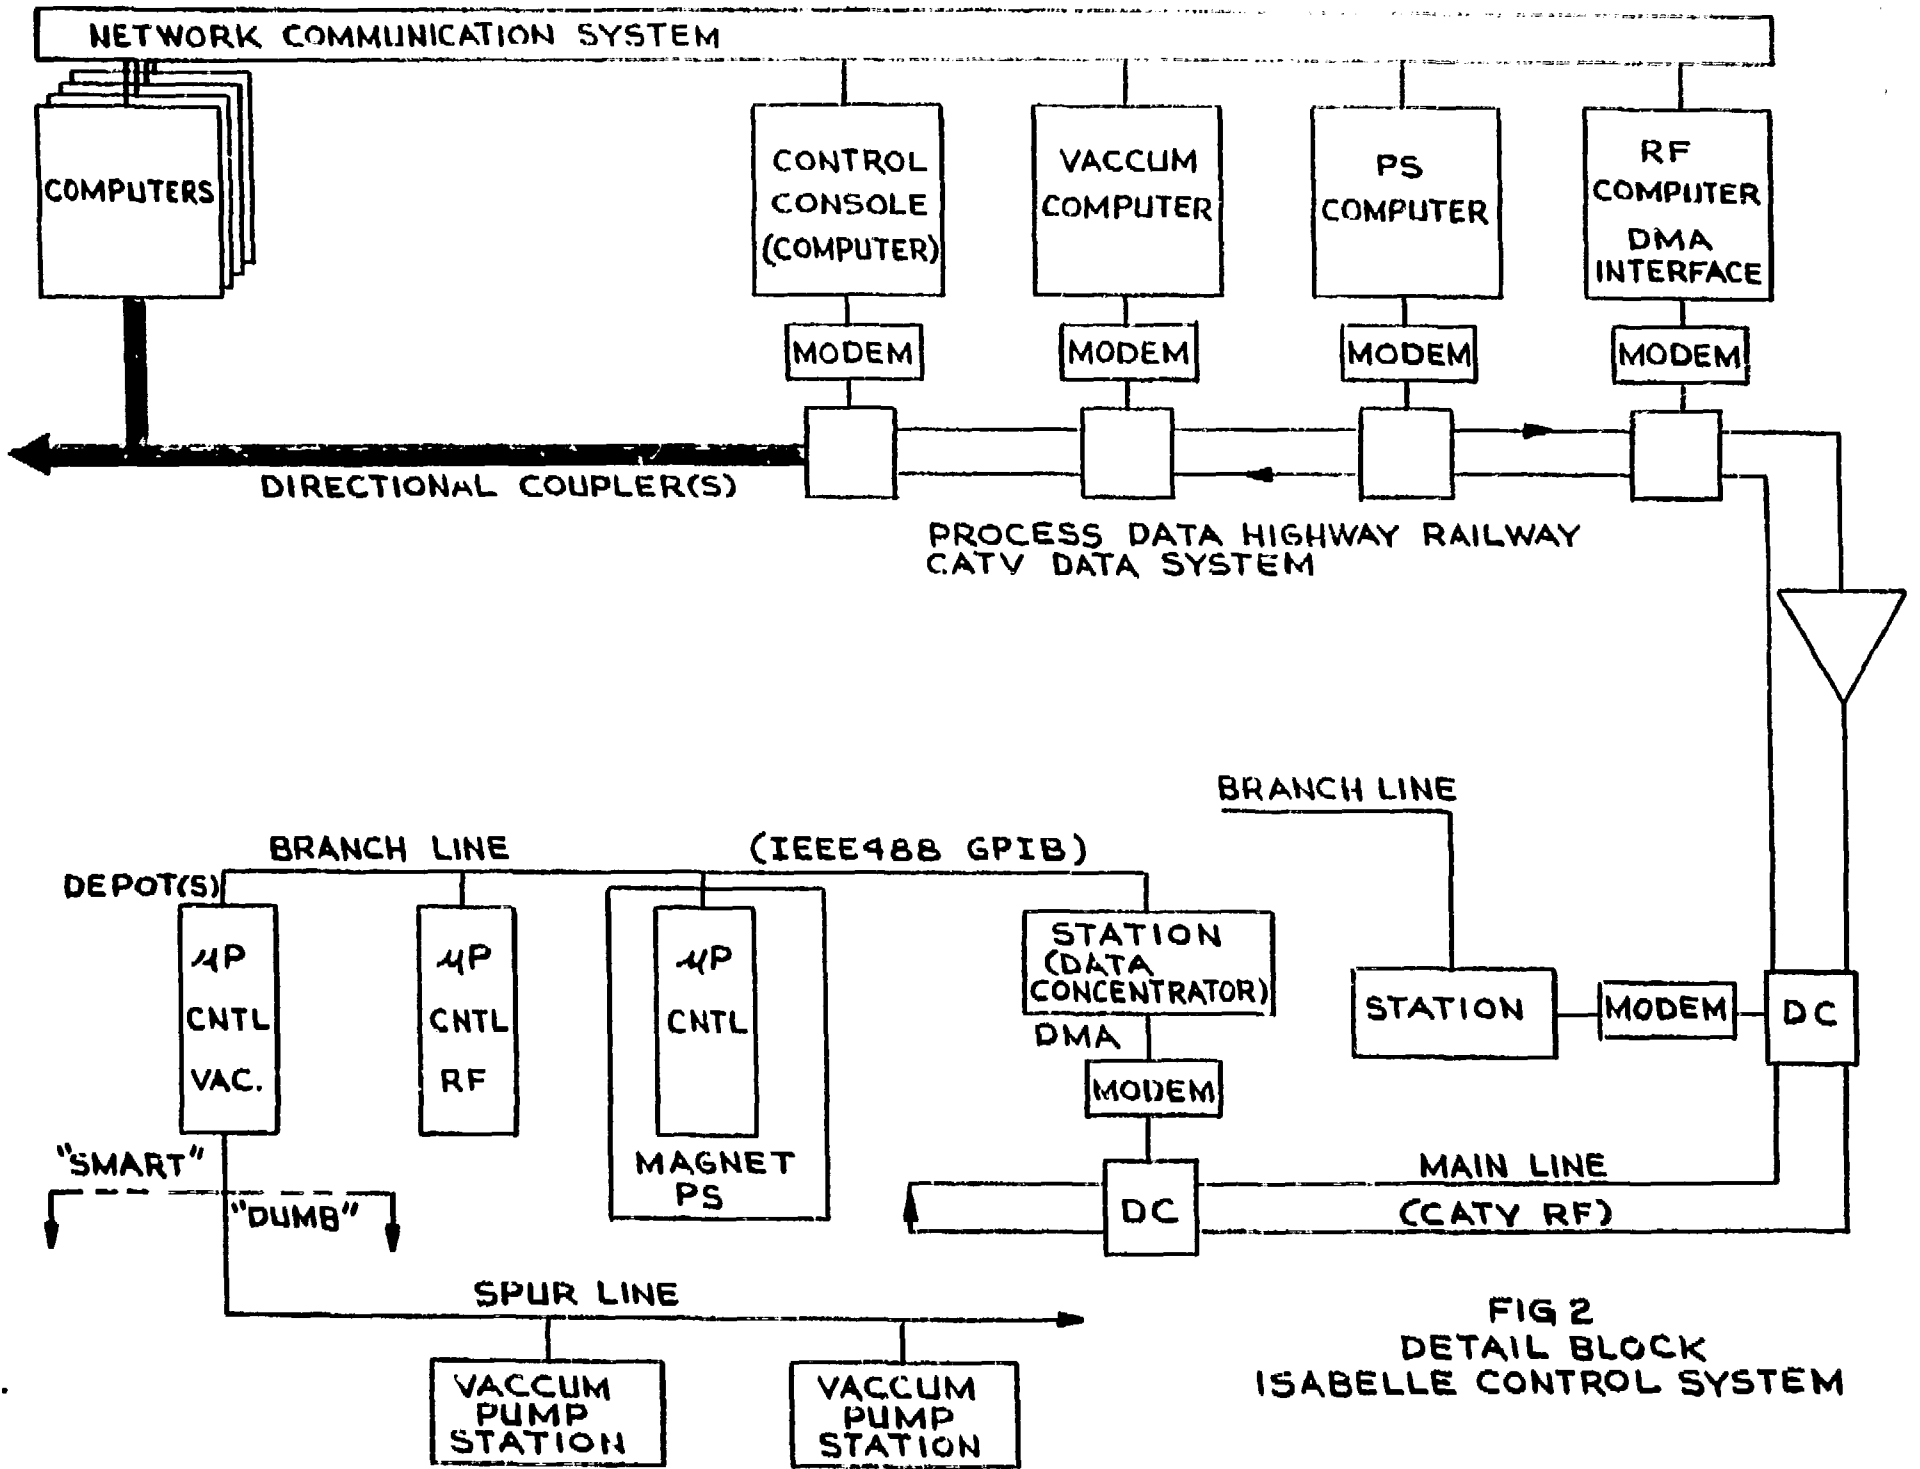 NETWORK COMMUNICATION SYSTEM
COMPUTERS
CONTROL
CONSOLE
(COMPUTER)
VACCUM
COMPUTER
PS
COMPUTER
RF
COMPUTER
DMA
INTERFACE
MODEM
MODEM
MODEM
MODEM
DIRECTIONAL COUPLER(S)
PROCESS DATA HIGHWAY RAILWAY
CATV DATA SYSTEM
BRANCH LINE
BRANCH LINE (IEEE488 GPIB)
DEPOT(S)
μP
CNTL
VAC.
μP
CNTL
RF
μP
CNTL
MAGNET
PS
STATION
(DATA
CONCENTRATOR)
DMA
MODEM
STATION
MODEM
DC
"SMART"
"DUMB"
DC
MAIN LINE
(CATV RF)
SPUR LINE
VACCUM
PUMP
STATION
VACCUM
PUMP
STATION
FIG 2
DETAIL BLOCK
ISABELLE CONTROL SYSTEM